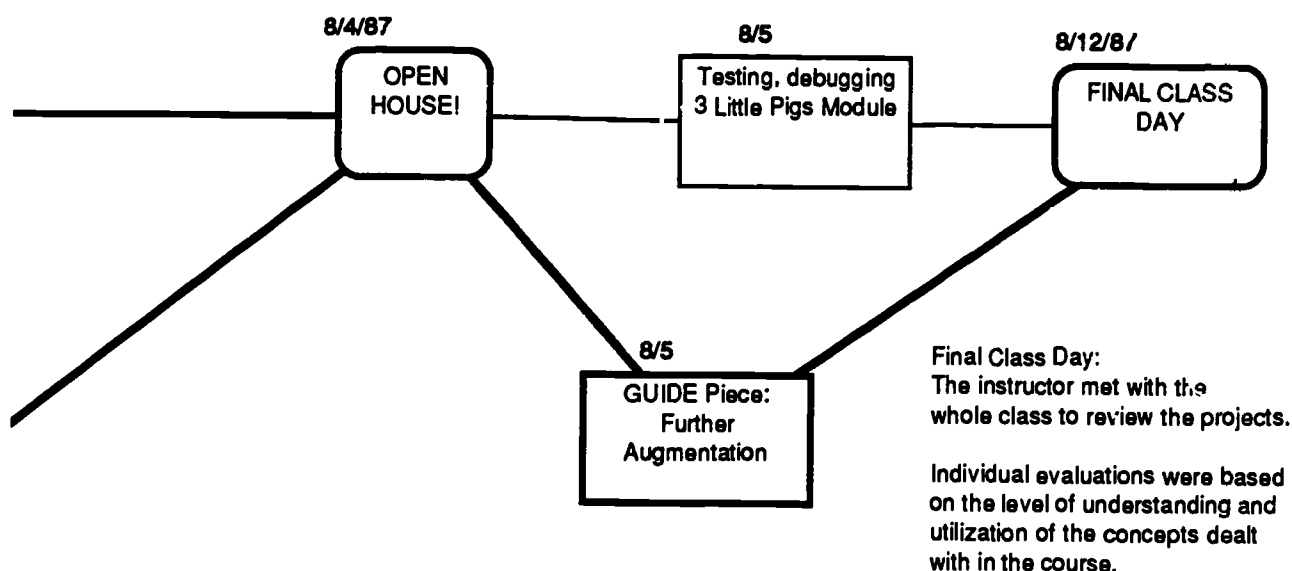 8/4/87
OPEN
HOUSE!
8/5
Testing, debugging
3 Little Pigs Module
8/12/87
FINAL CLASS
DAY
8/5
GUIDE Piece:
Further
Augmentation
Final Class Day:
The instructor met with the
whole class to review the projects.
Individual evaluations were based
on the level of understanding and
utilization of the concepts dealt
with in the course.